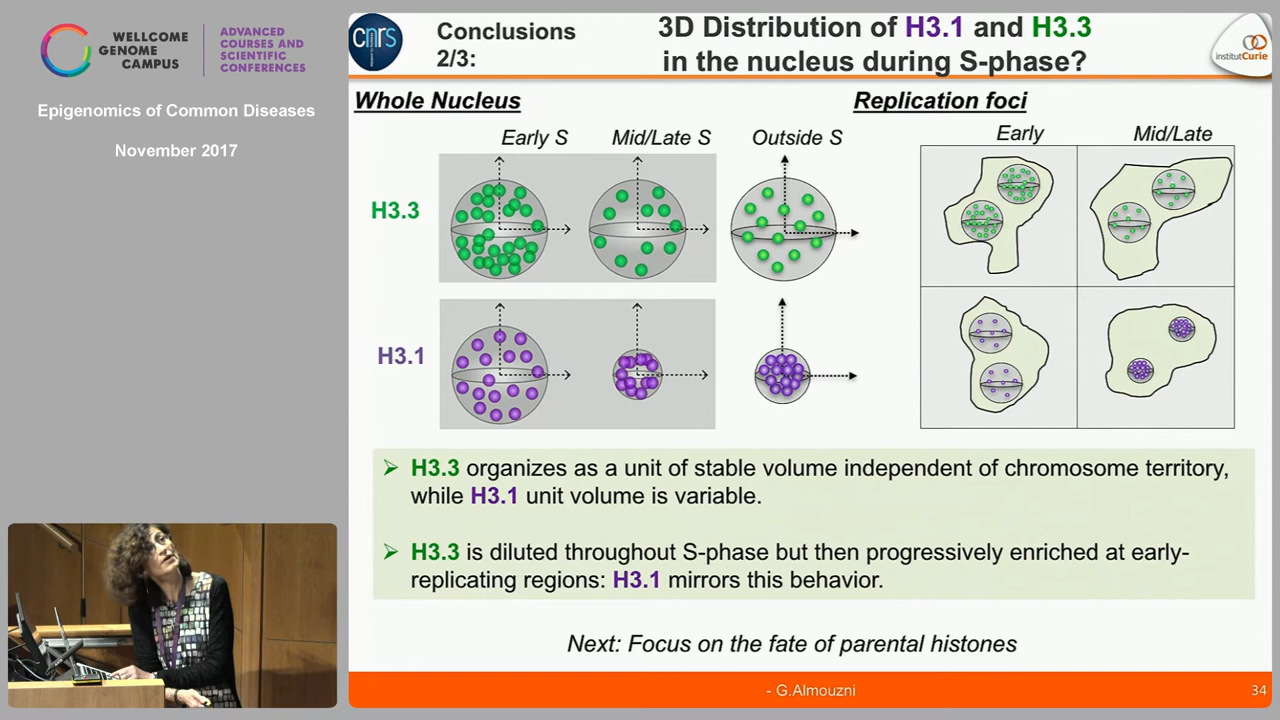 WELLCOME
GENOME
CAMPUS
ADVANCED
COURSES AND
SCIENTIFIC
CONFERENCES
Epigenomics of Common Diseases
November 2017
cnrs
Conclusions
2/3:
3D Distribution of H3.1 and H3.3
in the nucleus during S-phase?
institutCurie
Whole Nucleus
Replication foci
Early S
Mid/Late S
Outside S
Early
Mid/Late
H3.3
H3.1
➢ H3.3 organizes as a unit of stable volume independent of chromosome territory,
while H3.1 unit volume is variable.
➢ H3.3 is diluted throughout S-phase but then progressively enriched at early-
replicating regions: H3.1 mirrors this behavior.
Next: Focus on the fate of parental histones
- G.Almouzni
34